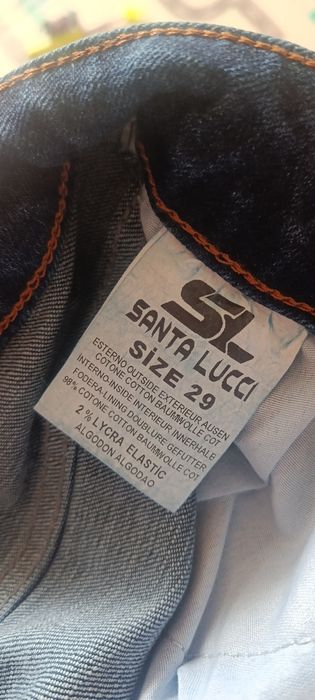 SL
SANTA LUCCI
SIZE 29
ESTERNO OUTSIDE EXTERIEUR AUSEN
COTONE COTTON BAUMWOLLE COT
INTERNO-INSIDE INTERIEUR INNERHALE
FODEPA LINING DOUBLURE GEFUTTER
98% COTONE COTTON BAUMWOLLE COT
2 % LYCRA ELASTIC
ALGODON ALGODAO